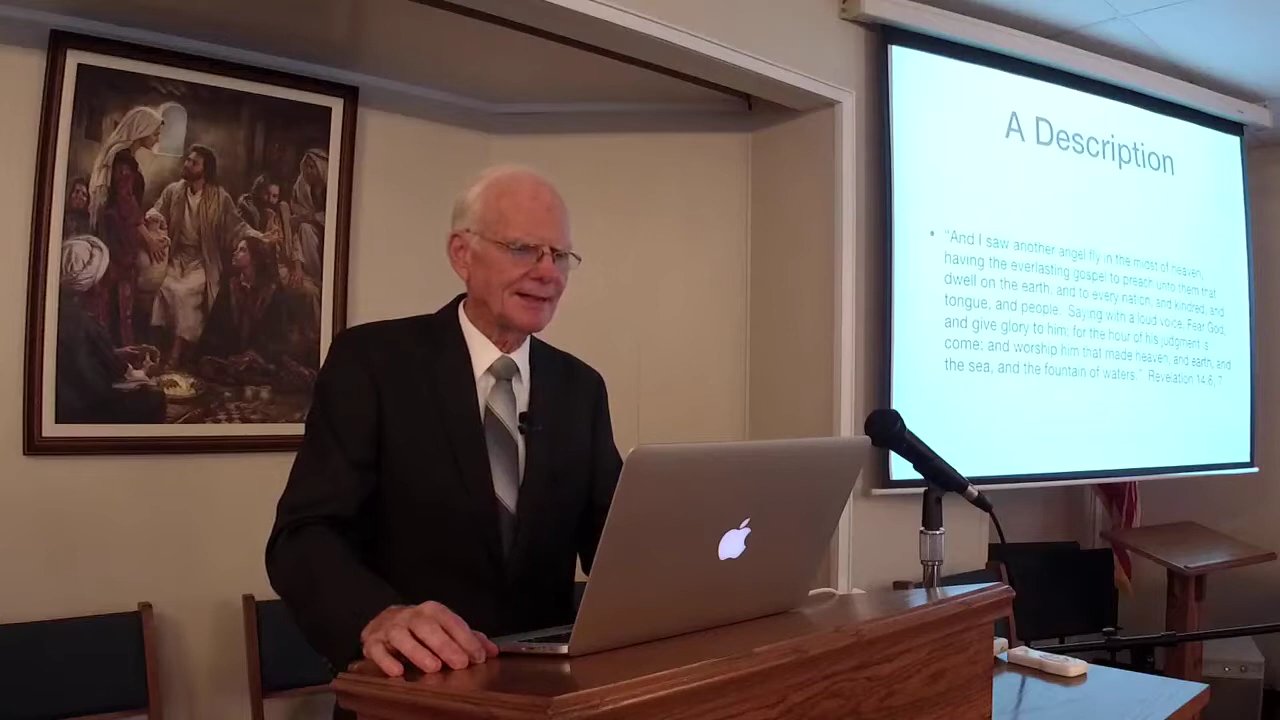 A Description
• "And I saw another angel fly in the midst of heaven,
having the everlasting gospel to preach unto them that
dwell on the earth, and to every nation, and kindred, and
tongue, and people. Saying with a loud voice, Fear God,
and give glory to him; for the hour of his judgment is
come: and worship him that made heaven, and earth, and
the sea, and the fountain of waters." Revelation 14:6, 7